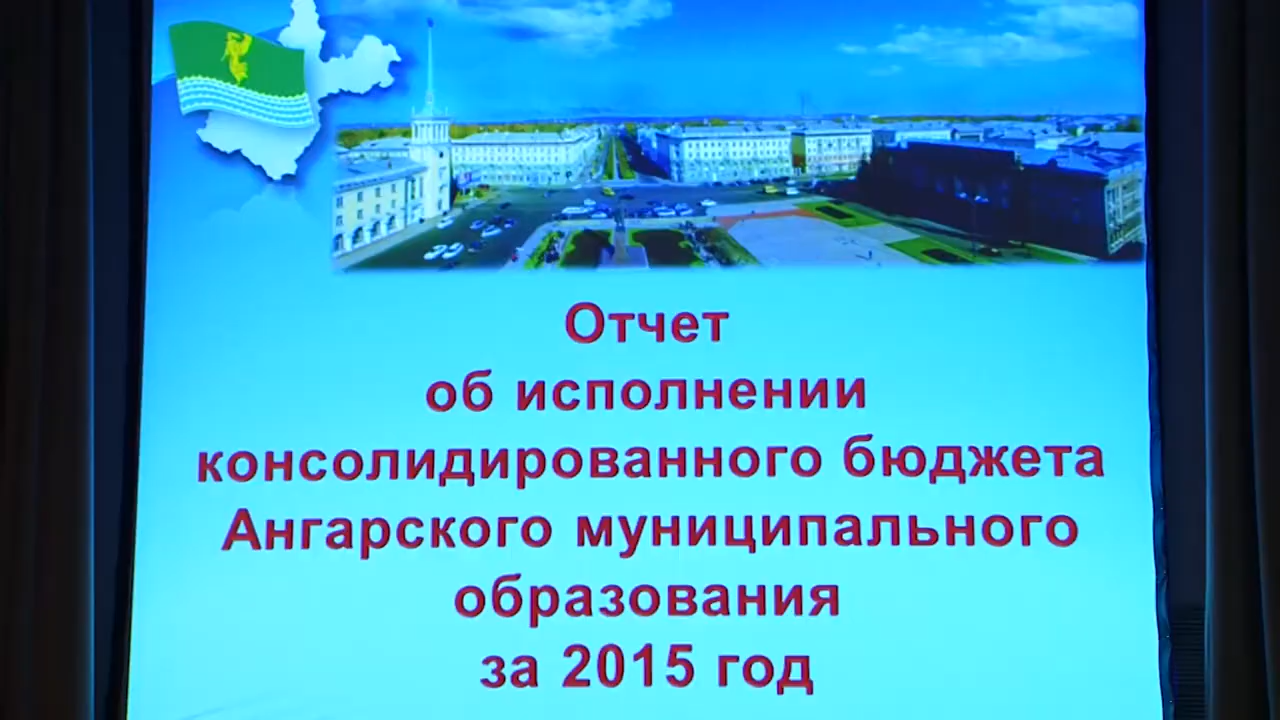 Отчет
об исполнении
консолидированного бюджета
Ангарского муниципального
образования
за 2015 год